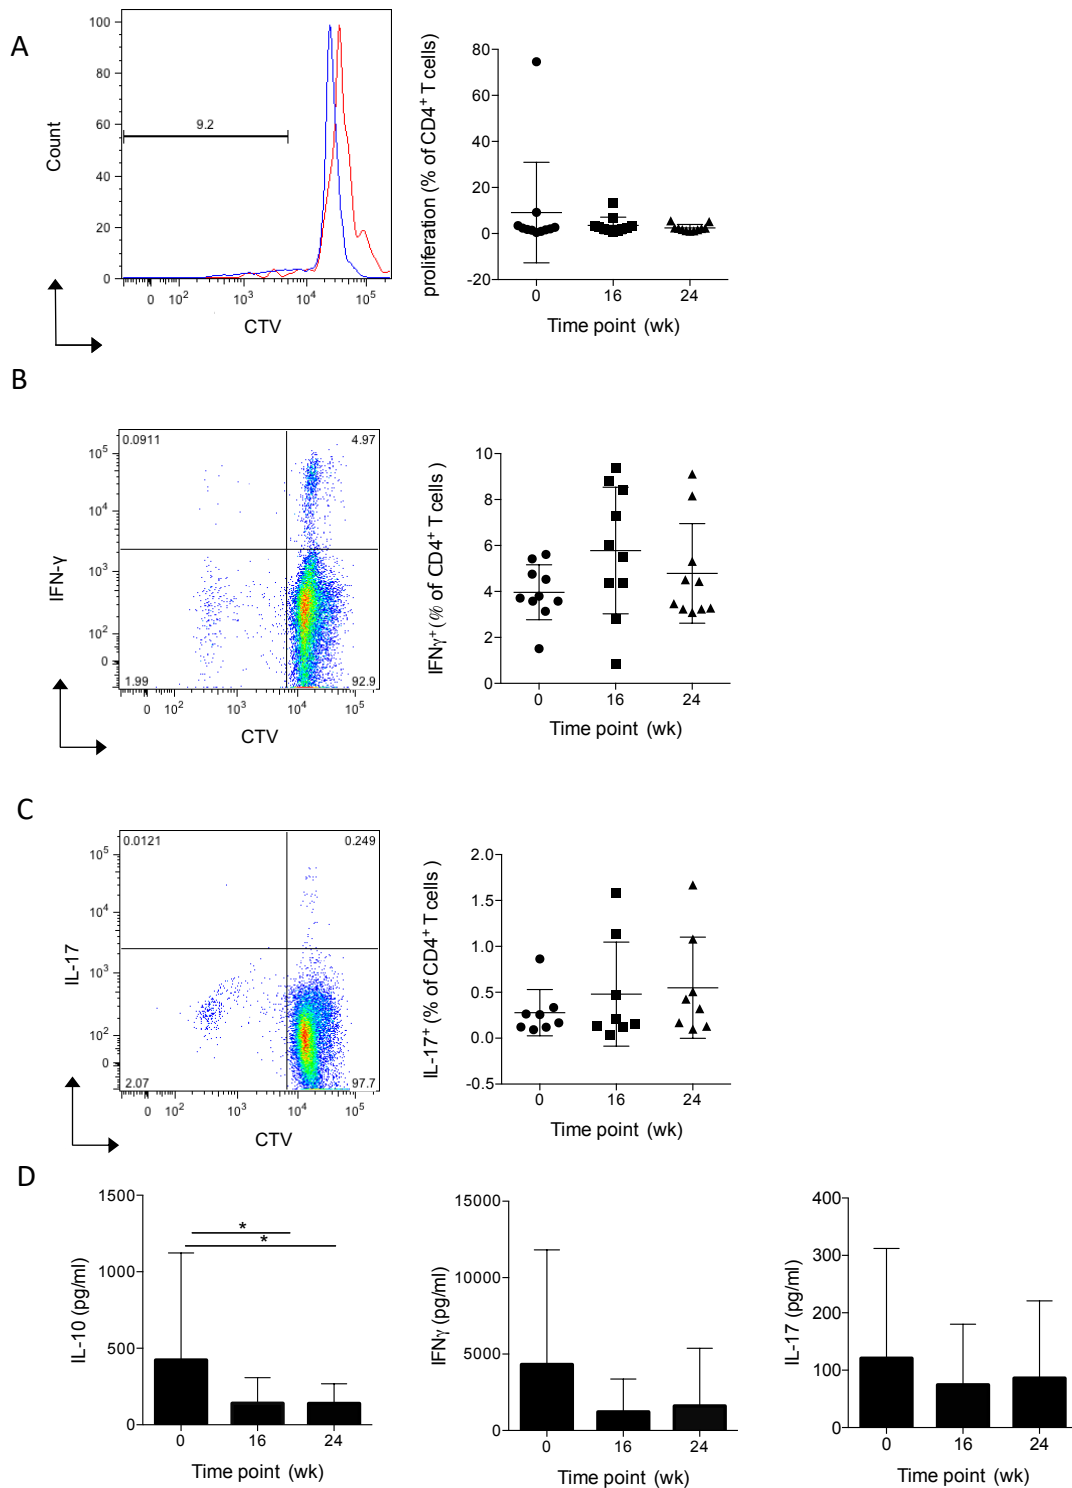 A
100
80
60
40
20
0
Count
9.2
0 10² 10³ 10⁴ 10⁵
CTV
proliferation (% of CD4⁺ T cells)
80
60
40
20
0
-20
0 16 24
Time point (wk)
B
0.0911 4.97
10⁵
10⁴
10³
10²
0
IFN-γ
1.99 92.9
0 10² 10³ 10⁴ 10⁵
CTV
IFNγ⁺ (% of CD4⁺ T cells )
10
8
6
4
2
0
0 16 24
Time point (wk)
C
0.0121 0.249
10⁵
10⁴
10³
10²
0
IL-17
2.07 97.7
0 10² 10³ 10⁴ 10⁵
CTV
IL-17⁺ (% of CD4⁺ T cells )
2.0
1.5
1.0
0.5
0.0
-0.5
0 16 24
Time point (wk)
D
IL-10 (pg/ml)
1500
1000
500
0
*
*
0 16 24
Time point (wk)
IFNγ (pg/ml)
15000
10000
5000
0
0 16 24
Time point (wk)
IL-17 (pg/ml)
400
300
200
100
0
0 16 24
Time point (wk)